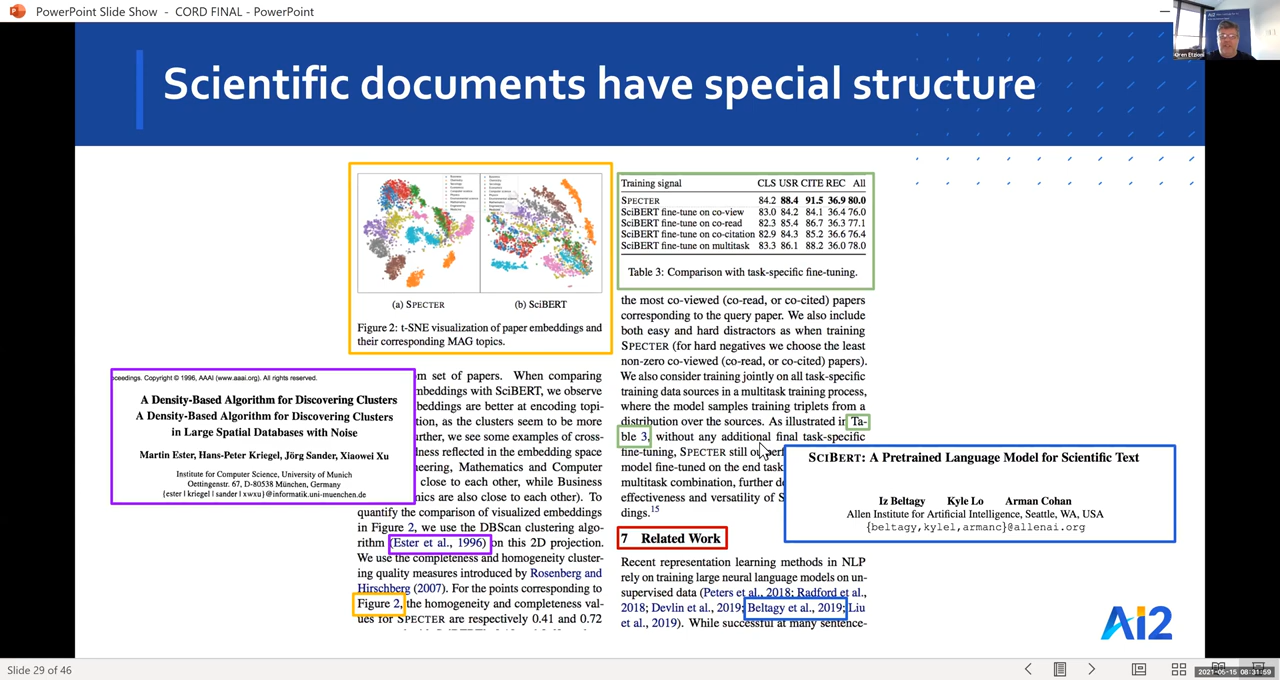 PowerPoint Slide Show - CORD FINAL - PowerPoint
Scientific documents have special structure
(a) SPECTER
(b) SciBERT
Figure 2: t-SNE visualization of paper embeddings and
their corresponding MAG topics.
oceedings. Copyright © 1996, AAAI (www.aaai.org). All rights reserved.
A Density-Based Algorithm for Discovering Clusters
A Density-Based Algorithm for Discovering Clusters
in Large Spatial Databases with Noise
Martin Ester, Hans-Peter Kriegel, Jörg Sander, Xiaowei Xu
Institute for Computer Science, University of Munich
Oettingenstr. 67, D-80538 München, Germany
{ester | kriegel | sander | xwxu}@informatik.uni-muenchen.de
om set of papers. When comparing
mbeddings with SciBERT, we observe
beddings are better at encoding topi-
tion, as the clusters seem to be more
urther, we see some examples of cross-
lness reflected in the embedding space
neering, Mathematics and Computer
close to each other, while Business
mics are also close to each other). To
quantify the comparison of visualized embeddings
in Figure 2, we use the DBScan clustering algo-
rithm (Ester et al., 1996) on this 2D projection.
We use the completeness and homogeneity cluster-
ing quality measures introduced by Rosenberg and
Hirschberg (2007). For the points corresponding to
Figure 2, the homogeneity and completeness val-
ues for SPECTER are respectively 0.41 and 0.72
Training signal CLS USR CITE REC All
SPECTER 84.2 88.4 91.5 36.9 80.0
SciBERT fine-tune on co-view 83.0 84.2 84.1 36.4 76.0
SciBERT fine-tune on co-read 82.3 85.4 86.7 36.3 77.1
SciBERT fine-tune on co-citation 82.9 84.3 85.2 36.6 76.4
SciBERT fine-tune on multitask 83.3 86.1 88.2 36.0 78.0
Table 3: Comparison with task-specific fine-tuning.
the most co-viewed (co-read, or co-cited) papers
corresponding to the query paper. We also include
both easy and hard distractors as when training
SPECTER (for hard negatives we choose the least
non-zero co-viewed (co-read, or co-cited) papers).
We also consider training jointly on all task-specific
training data sources in a multitask training process,
where the model samples training triplets from a
distribution over the sources. As illustrated in Ta-
ble 3, without any additional final task-specific
fine-tuning, SPECTER still outperf
model fine-tuned on the end task
multitask combination, further de
effectiveness and versatility of S
dings.15
SCIBERT: A Pretrained Language Model for Scientific Text
Iz Beltagy Kyle Lo Arman Cohan
Allen Institute for Artificial Intelligence, Seattle, WA, USA
{beltagy,kylel,armanc}@allenai.org
7 Related Work
Recent representation learning methods in NLP
rely on training large neural language models on un-
supervised data (Peters et al., 2018; Radford et al.,
2018; Devlin et al., 2019; Beltagy et al., 2019; Liu
et al., 2019). While successful at many sentence-
Ai2
Slide 29 of 46
2021-05-15 08:31:59